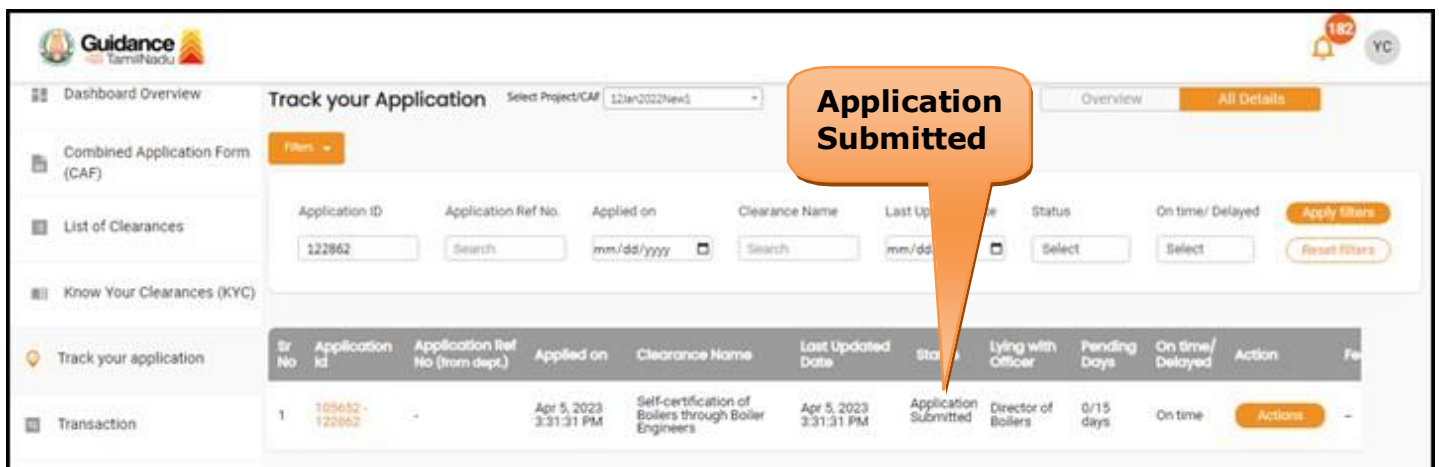 Guidance
TamilNadu
182
YC
Dashboard Overview
Track your Application
Select Project/CAF
12Jan2022New1
Application
Submitted
Overview
All Details
Combined Application Form
(CAF)
Filters
List of Clearances
Application ID
Application Ref No.
Applied on
Clearance Name
Status
On time/ Delayed
Apply filters
122862
Search
mm/dd/yyyy
Search
Select
Select
Reset filters
Know Your Clearances (KYC)
Track your application
Sr
No
Application
Id
Application Ref
No (from dept.)
Applied on
Clearance Name
Last Updated
Date
Lying with
Officer
Pending
Days
On time/
Delayed
Action
1
105652 -
122862
-
Apr 5, 2023
3:31:31 PM
Self-certification of
Boilers through Boiler
Engineers
Apr 5, 2023
3:31:31 PM
Application
Submitted
Director of
Boilers
0/15
days
On time
Actions
–
Transaction